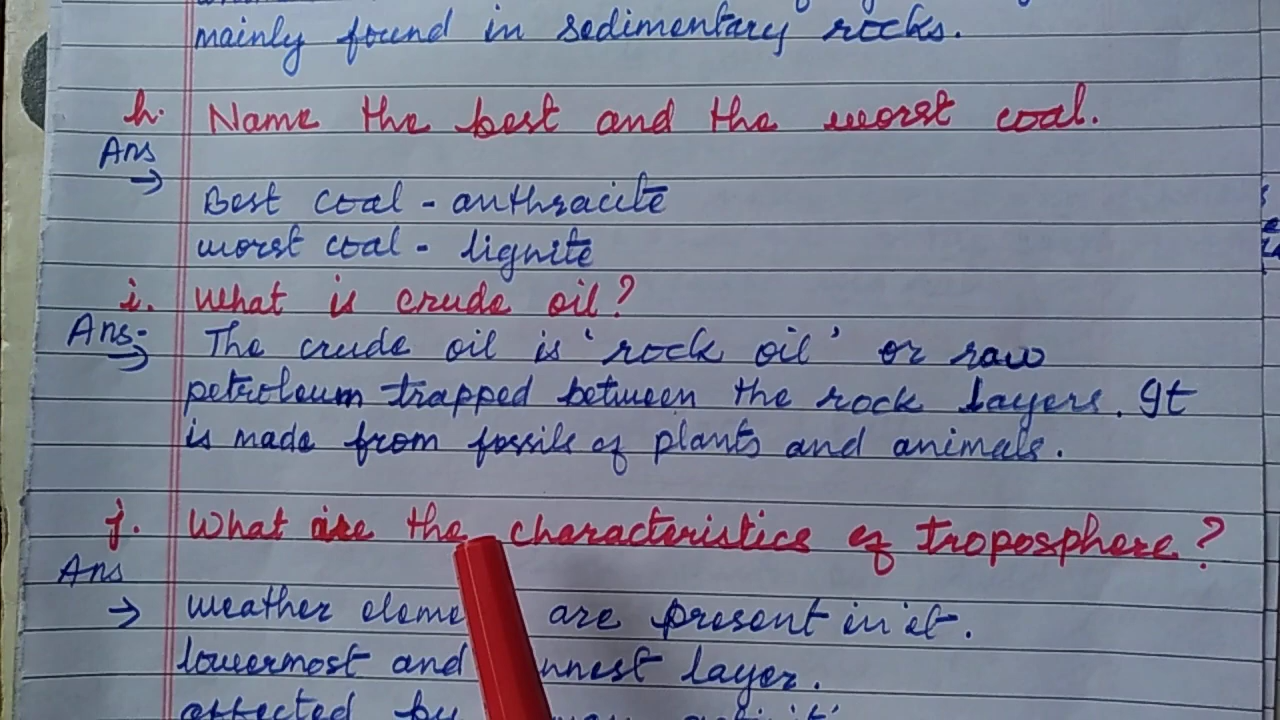 mainly found in sedimentary rocks.
h. Name the best and the worst coal.
Ans
→ Best coal - anthracite
worst coal - lignite
i. What is crude oil?
Ans- The crude oil is 'rock oil' or raw
→
petroleum trapped between the rock layers. It
is made from fossils of plants and animals.
j. What are the characteristics of troposphere?
Ans
→ weather are present in it.
lowermost and layer.
affected by